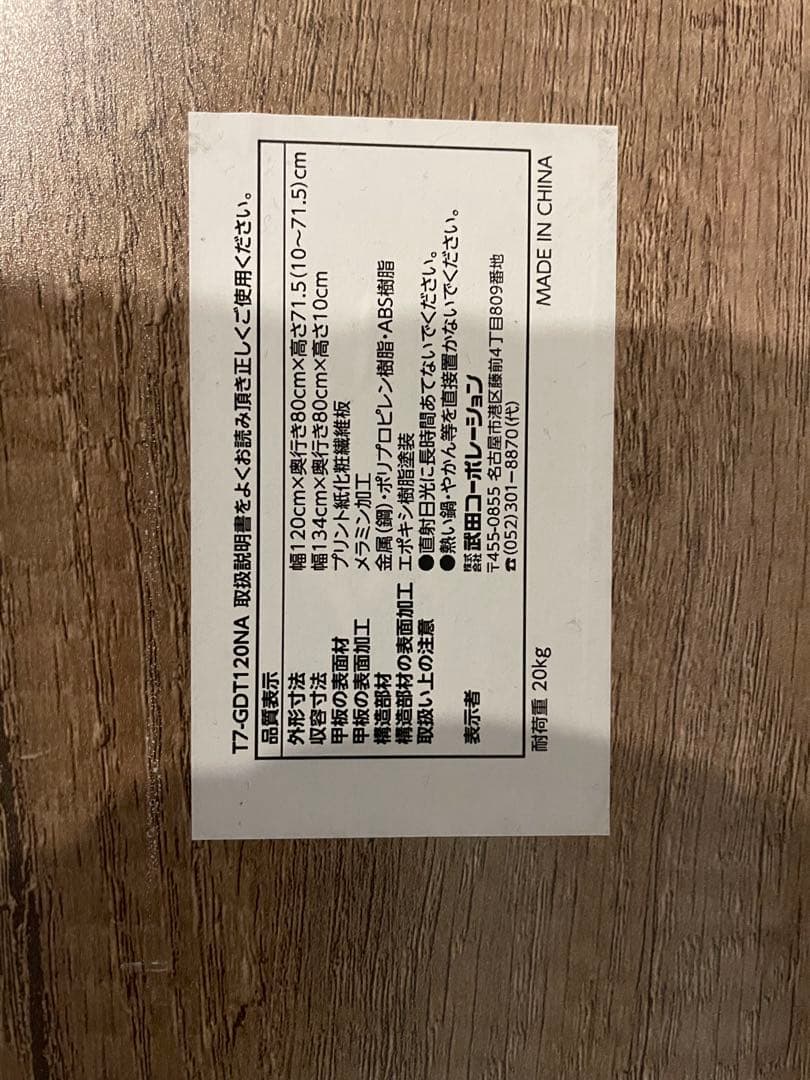 T7-GDT120NA 取扱説明書をよくお読み頂き正しくご使用ください。
品質表示
外形寸法 幅120cm×奥行き80cm×高さ71.5(10～71.5)cm
収容寸法 幅134cm×奥行き80cm×高さ10cm
甲板の表面材 プリント紙化粧繊維板
甲板の表面加工 メラミン加工
構造部材 金属(鋼)・ポリプロピレン樹脂・ABS樹脂
構造部材の表面加工 エポキシ樹脂塗装
取扱い上の注意 ●直射日光に長時間あてないでください。
●熱い鍋・やかん等を直接置かないでください。
表示者 株式会社 武田コーポレーション
〒455-0855 名古屋市港区藤前4丁目809番地
☎(052)301-8870(代)
耐荷重 20kg MADE IN CHINA